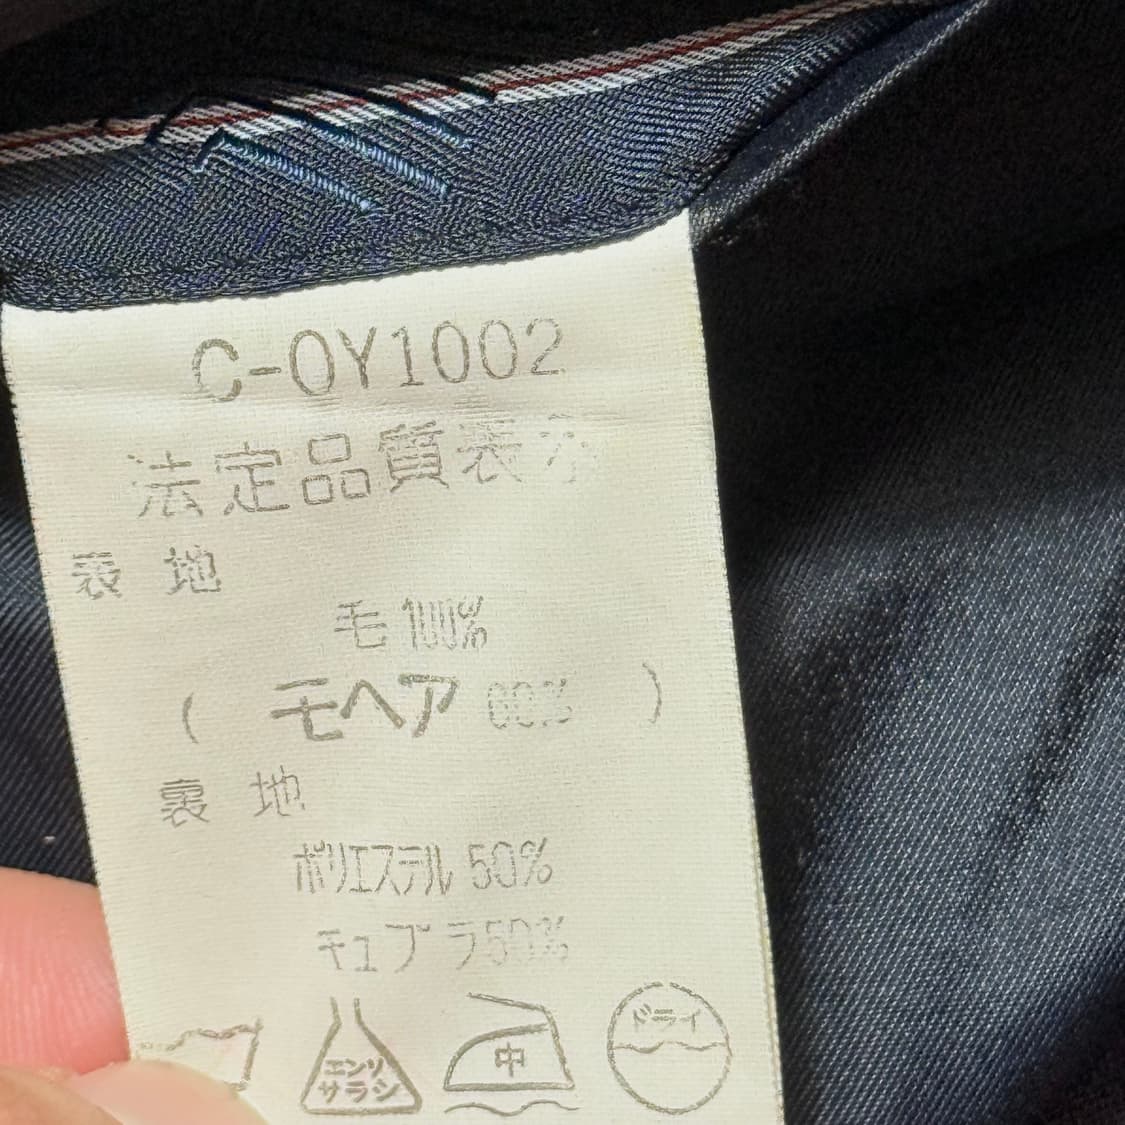 C-OY1002
法定品質表示
表地
毛 100%
( モヘア 60% )
裏地
ポリエステル 50%
キュプラ 50%
エンソ
サラシ
中
ドライ